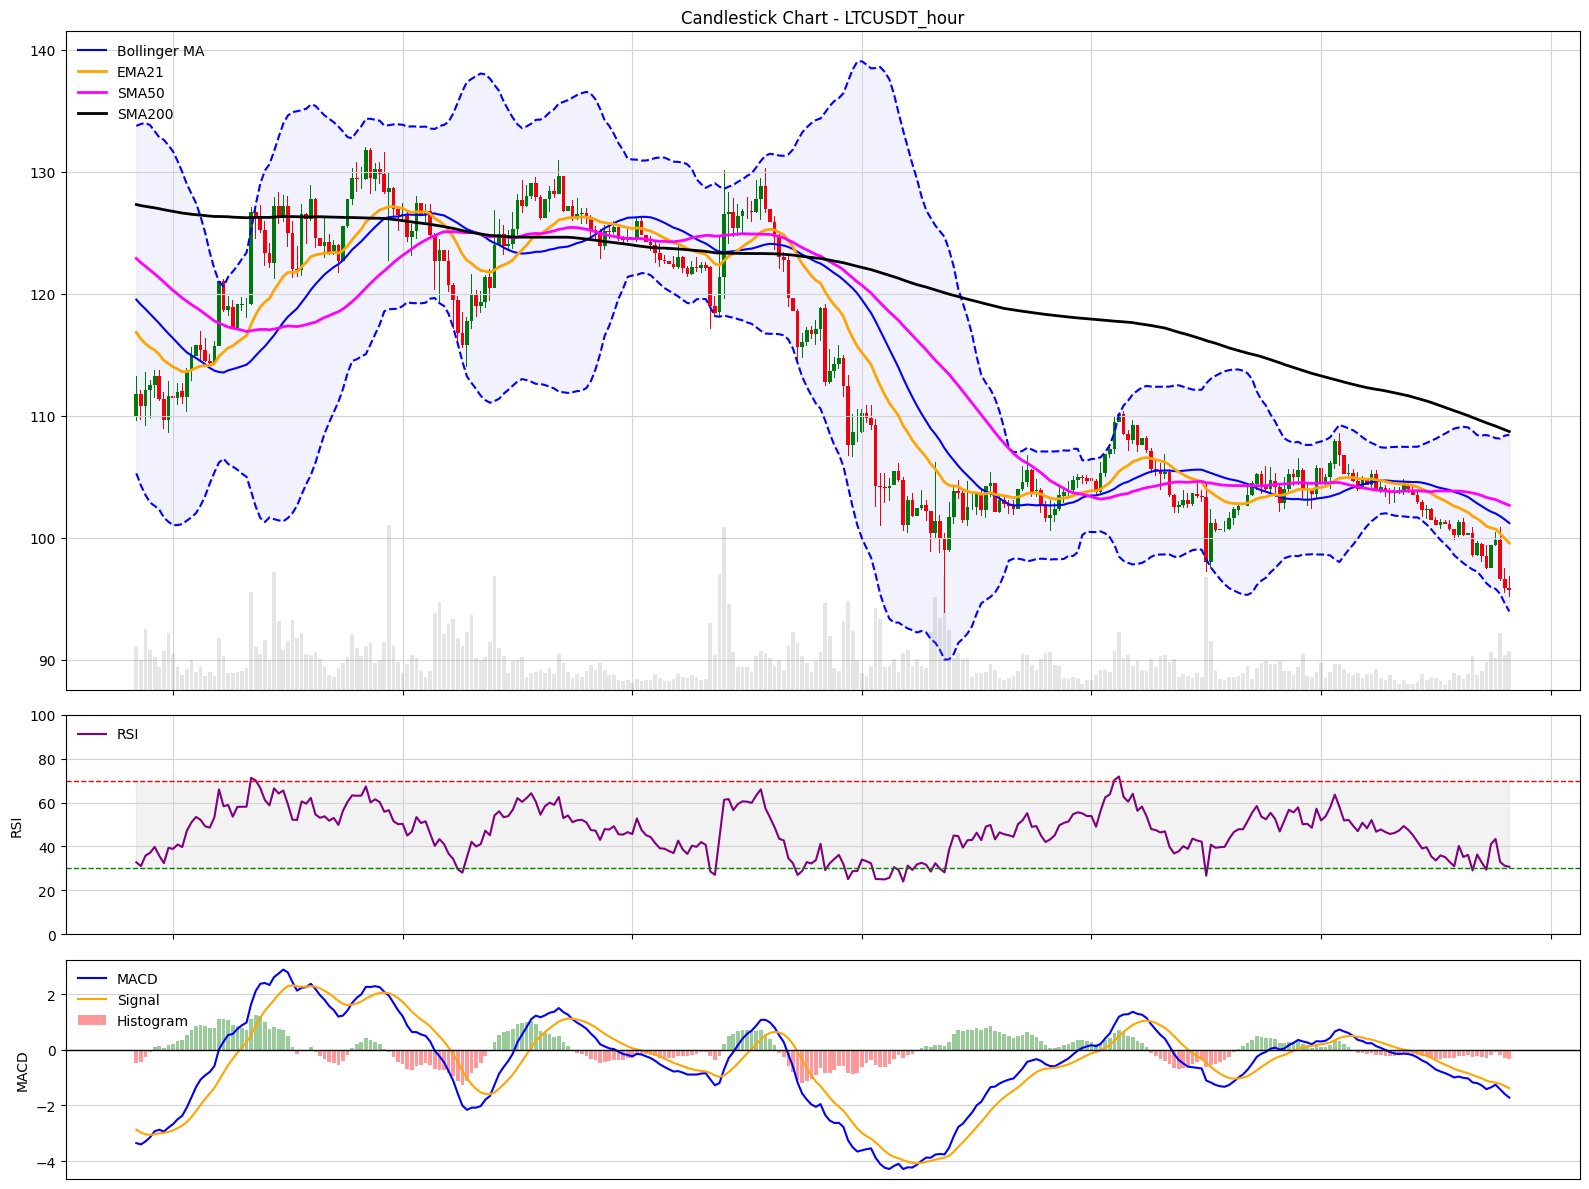 Candlestick Chart - LTCUSDT_hour
140
130
120
110
100
90
Bollinger MA
EMA21
SMA50
SMA200
100
80
60
40
20
0
RSI
RSI
2
0
−2
−4
MACD
MACD
Signal
Histogram